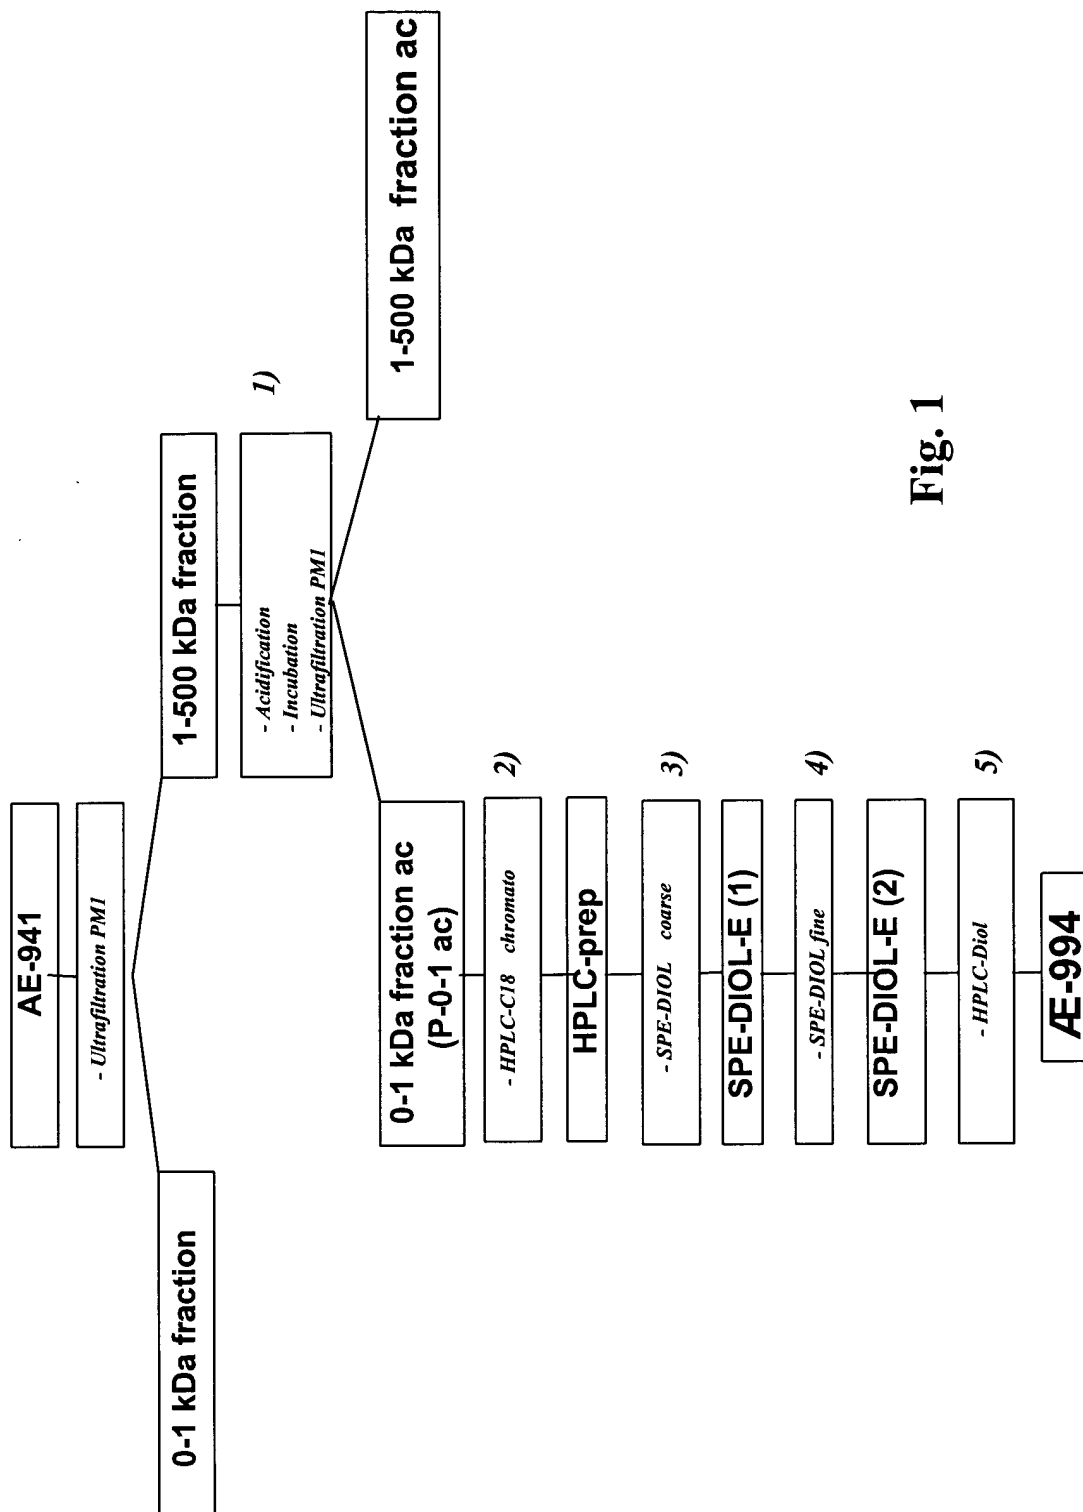 AE-941
- Ultrafiltration PM1
0-1 kDa fraction
1-500 kDa fraction
- Acidification
- Incubation
- Ultrafiltration PM1
1)
0-1 kDa fraction ac
(P-0-1 ac)
1-500 kDa fraction ac
- HPLC-C18 chromato
2)
HPLC-prep
- SPE-DIOL coarse
3)
SPE-DIOL-E (1)
- SPE-DIOL fine
4)
SPE-DIOL-E (2)
- HPLC-Diol
5)
Æ-994
Fig. 1